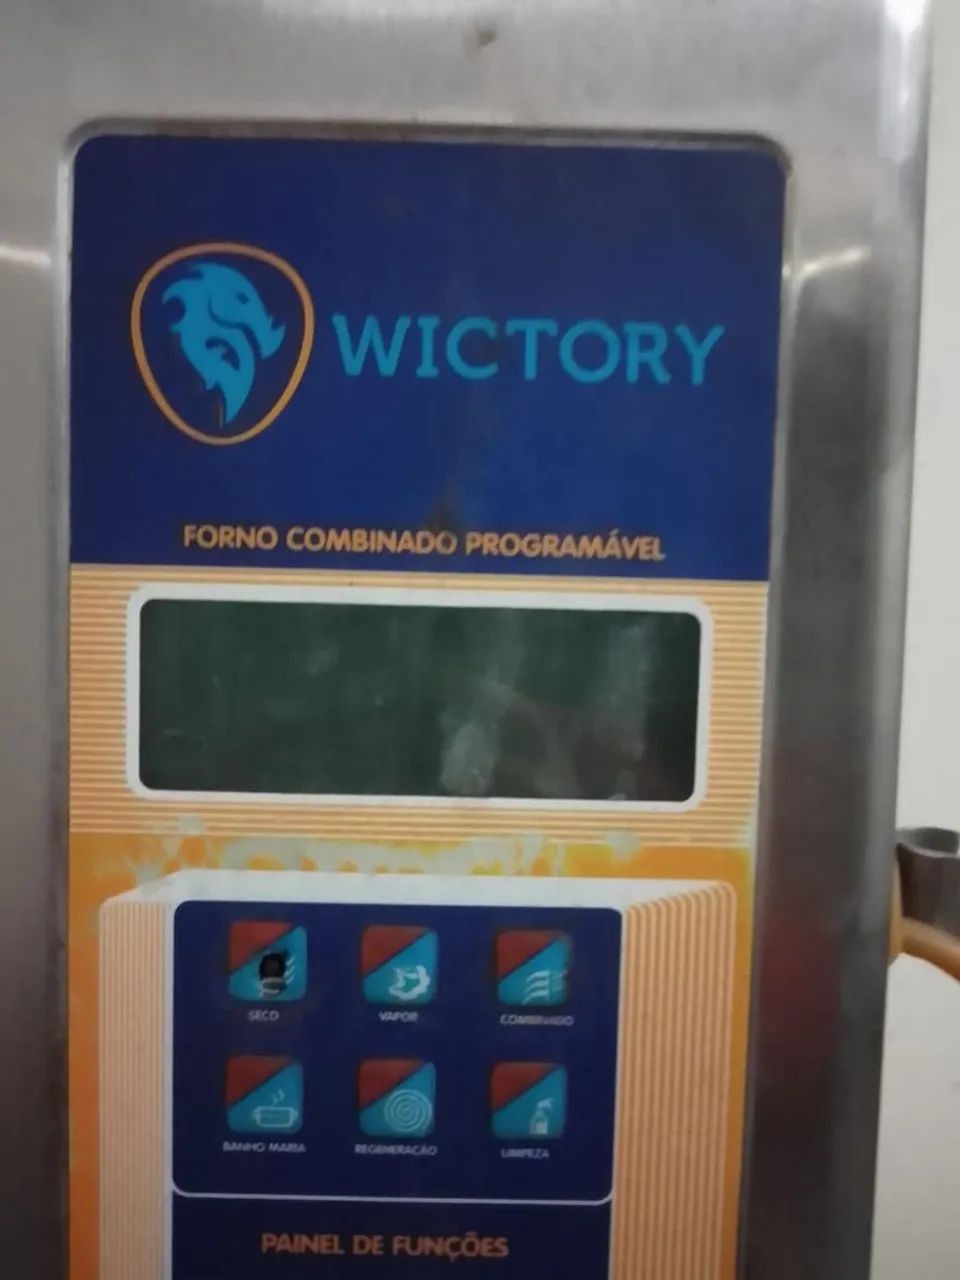 WICTORY
FORNO COMBINADO PROGRAMÁVEL
SECO VAPOR COMBINADO
BANHO MARIA REGENERAÇÃO LIMPEZA
PAINEL DE FUNÇÕES